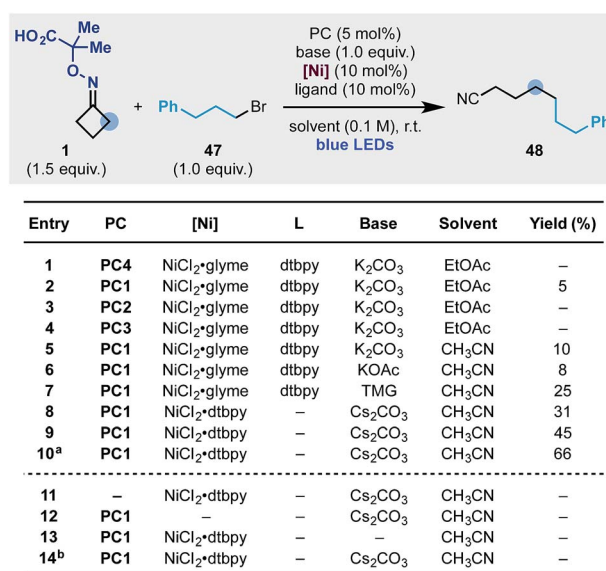 HO₂C Me
Me
O
N
1
(1.5 equiv.)
+
Ph Br
47
(1.0 equiv.)
PC (5 mol%)
base (1.0 equiv.)
[Ni] (10 mol%)
ligand (10 mol%)
solvent (0.1 M), r.t.
blue LEDs
NC Ph
48
Entry PC [Ni] L Base Solvent Yield (%)
1 PC4 NiCl₂•glyme dtbpy K₂CO₃ EtOAc –
2 PC1 NiCl₂•glyme dtbpy K₂CO₃ EtOAc 5
3 PC2 NiCl₂•glyme dtbpy K₂CO₃ EtOAc –
4 PC3 NiCl₂•glyme dtbpy K₂CO₃ EtOAc –
5 PC1 NiCl₂•glyme dtbpy K₂CO₃ CH₃CN 10
6 PC1 NiCl₂•glyme dtbpy KOAc CH₃CN 8
7 PC1 NiCl₂•glyme dtbpy TMG CH₃CN 25
8 PC1 NiCl₂•dtbpy – Cs₂CO₃ CH₃CN 31
9 PC1 NiCl₂•dtbpy – Cs₂CO₃ CH₃CN 45
10ᵃ PC1 NiCl₂•dtbpy – Cs₂CO₃ CH₃CN 66
11 – NiCl₂•dtbpy – Cs₂CO₃ CH₃CN –
12 PC1 – – Cs₂CO₃ CH₃CN –
13 PC1 NiCl₂•dtbpy – – CH₃CN –
14ᵇ PC1 NiCl₂•dtbpy – Cs₂CO₃ CH₃CN –